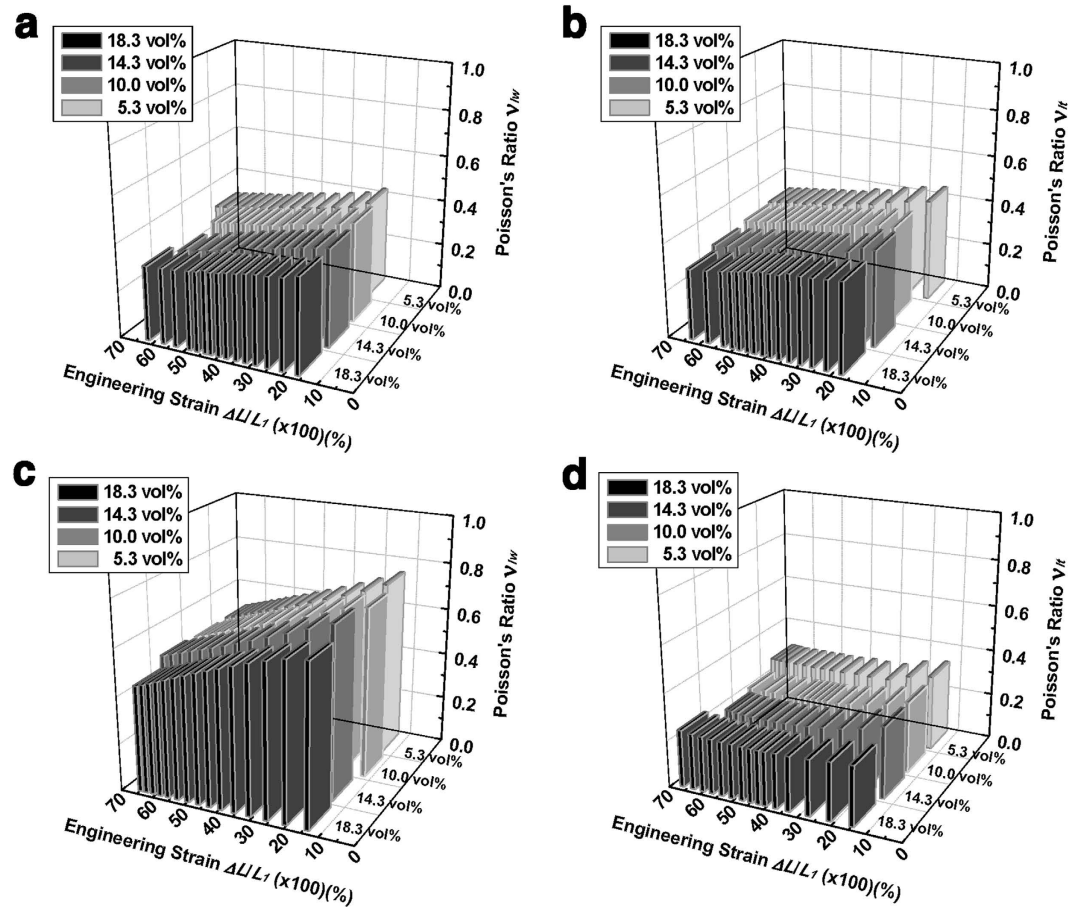 a
18.3 vol%
14.3 vol%
10.0 vol%
5.3 vol%
1.0
0.8
0.6
0.4
0.2
0.0
Poisson's Ratio νlw
5.3 vol%
10.0 vol%
14.3 vol%
18.3 vol%
70
60
50
40
30
20
10
0
Engineering Strain ΔL/L1 (x100)(%)
b
18.3 vol%
14.3 vol%
10.0 vol%
5.3 vol%
1.0
0.8
0.6
0.4
0.2
0.0
Poisson's Ratio νlt
5.3 vol%
10.0 vol%
14.3 vol%
18.3 vol%
70
60
50
40
30
20
10
0
Engineering Strain ΔL/L1 (x100)(%)
c
18.3 vol%
14.3 vol%
10.0 vol%
5.3 vol%
1.0
0.8
0.6
0.4
0.2
0.0
Poisson's Ratio νlw
5.3 vol%
10.0 vol%
14.3 vol%
18.3 vol%
70
60
50
40
30
20
10
0
Engineering Strain ΔL/L1 (x100)(%)
d
18.3 vol%
14.3 vol%
10.0 vol%
5.3 vol%
1.0
0.8
0.6
0.4
0.2
0.0
Poisson's Ratio νlt
5.3 vol%
10.0 vol%
14.3 vol%
18.3 vol%
70
60
50
40
30
20
10
0
Engineering Strain ΔL/L1 (x100)(%)